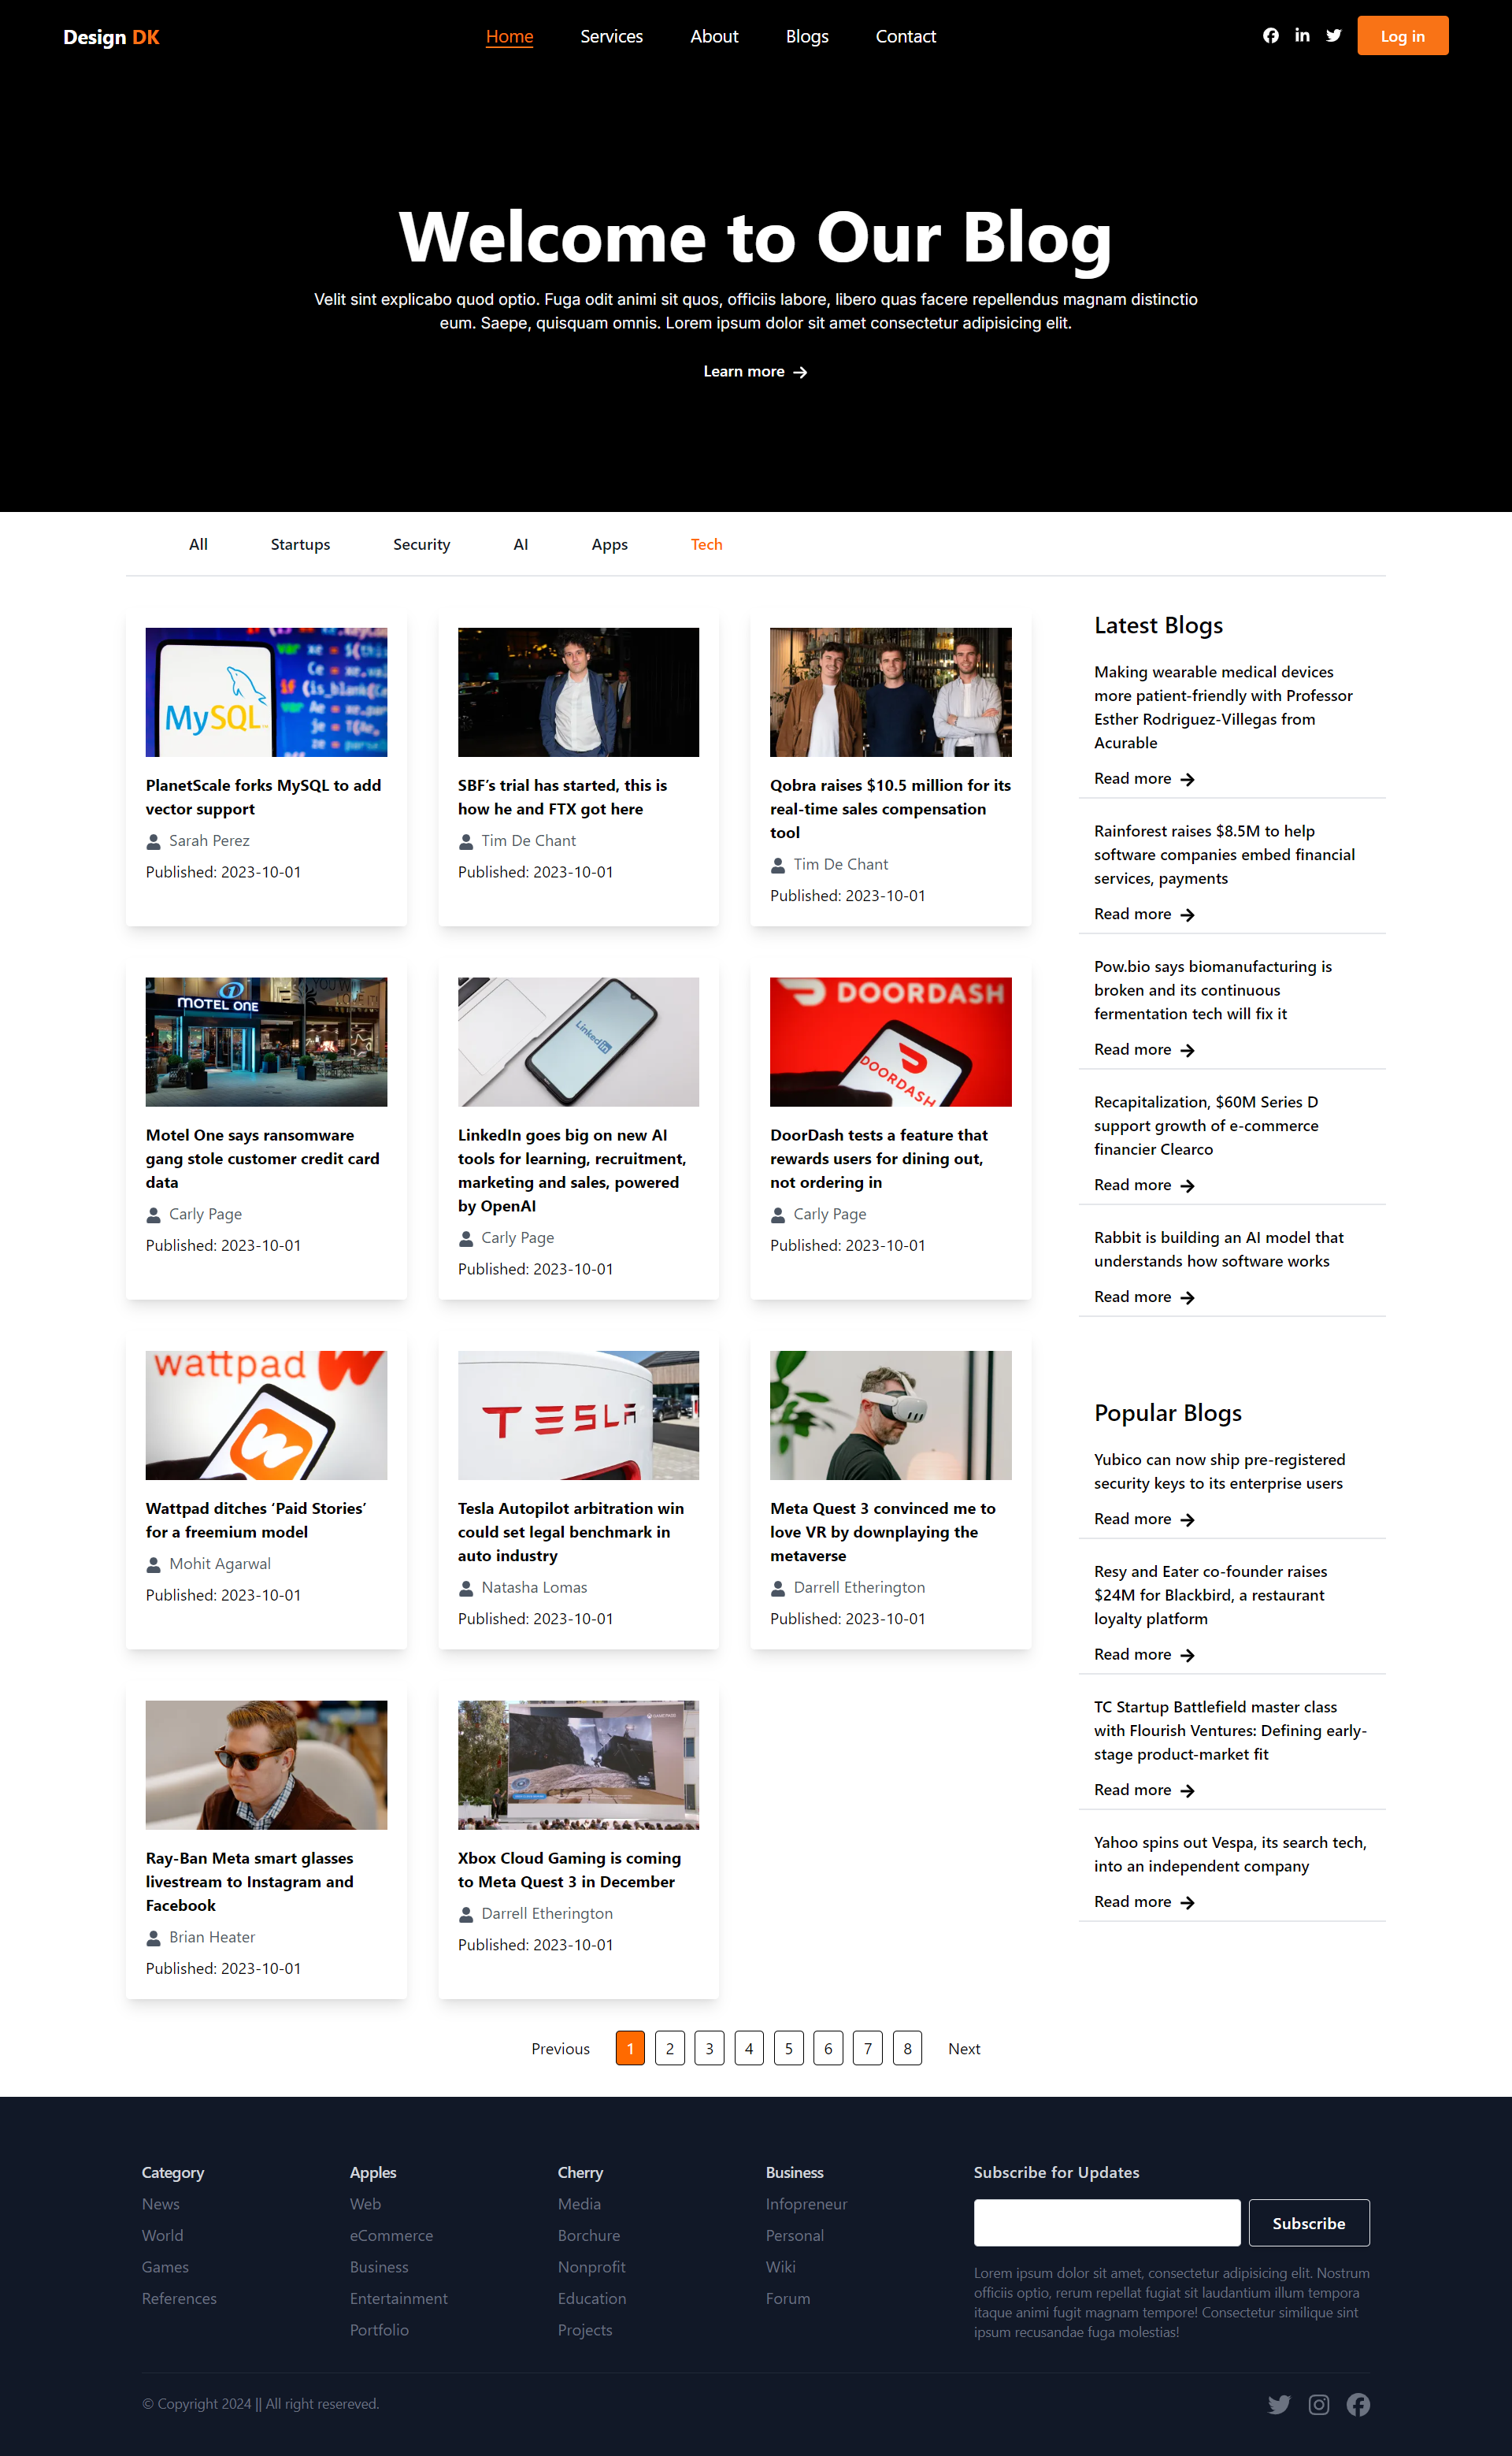 Design DK
Home Services About Blogs Contact
Log in
Welcome to Our Blog
Velit sint explicabo quod optio. Fuga odit animi sit quos, officiis labore, libero quas facere repellendus magnam distinctio
eum. Saepe, quisquam omnis. Lorem ipsum dolor sit amet consectetur adipisicing elit.
Learn more
All Startups Security AI Apps Tech
MySQL
PlanetScale forks MySQL to add
vector support
Sarah Perez
Published: 2023-10-01
SBF’s trial has started, this is
how he and FTX got here
Tim De Chant
Published: 2023-10-01
Qobra raises $10.5 million for its
real-time sales compensation
tool
Tim De Chant
Published: 2023-10-01
MOTEL ONE
Motel One says ransomware
gang stole customer credit card
data
Carly Page
Published: 2023-10-01
LinkedIn
LinkedIn goes big on new AI
tools for learning, recruitment,
marketing and sales, powered
by OpenAI
Carly Page
Published: 2023-10-01
DOORDASH
DOORDASH
DoorDash tests a feature that
rewards users for dining out,
not ordering in
Carly Page
Published: 2023-10-01
wattpad
Wattpad ditches ‘Paid Stories’
for a freemium model
Mohit Agarwal
Published: 2023-10-01
TESLA
Tesla Autopilot arbitration win
could set legal benchmark in
auto industry
Natasha Lomas
Published: 2023-10-01
Meta Quest 3 convinced me to
love VR by downplaying the
metaverse
Darrell Etherington
Published: 2023-10-01
Ray-Ban Meta smart glasses
livestream to Instagram and
Facebook
Brian Heater
Published: 2023-10-01
Xbox Cloud Gaming is coming
to Meta Quest 3 in December
Darrell Etherington
Published: 2023-10-01
Latest Blogs
Making wearable medical devices
more patient-friendly with Professor
Esther Rodriguez-Villegas from
Acurable
Read more
Rainforest raises $8.5M to help
software companies embed financial
services, payments
Read more
Pow.bio says biomanufacturing is
broken and its continuous
fermentation tech will fix it
Read more
Recapitalization, $60M Series D
support growth of e-commerce
financier Clearco
Read more
Rabbit is building an AI model that
understands how software works
Read more
Popular Blogs
Yubico can now ship pre-registered
security keys to its enterprise users
Read more
Resy and Eater co-founder raises
$24M for Blackbird, a restaurant
loyalty platform
Read more
TC Startup Battlefield master class
with Flourish Ventures: Defining early-
stage product-market fit
Read more
Yahoo spins out Vespa, its search tech,
into an independent company
Read more
Previous 1 2 3 4 5 6 7 8 Next
Category
News
World
Games
References
Apples
Web
eCommerce
Business
Entertainment
Portfolio
Cherry
Media
Borchure
Nonprofit
Education
Projects
Business
Infopreneur
Personal
Wiki
Forum
Subscribe for Updates
Subscribe
Lorem ipsum dolor sit amet, consectetur adipisicing elit. Nostrum
officiis optio, rerum repellat fugiat sit laudantium illum tempora
itaque animi fugit magnam tempore! Consectetur similique sint
ipsum recusandae fuga molestias!
© Copyright 2024 || All right resereved.